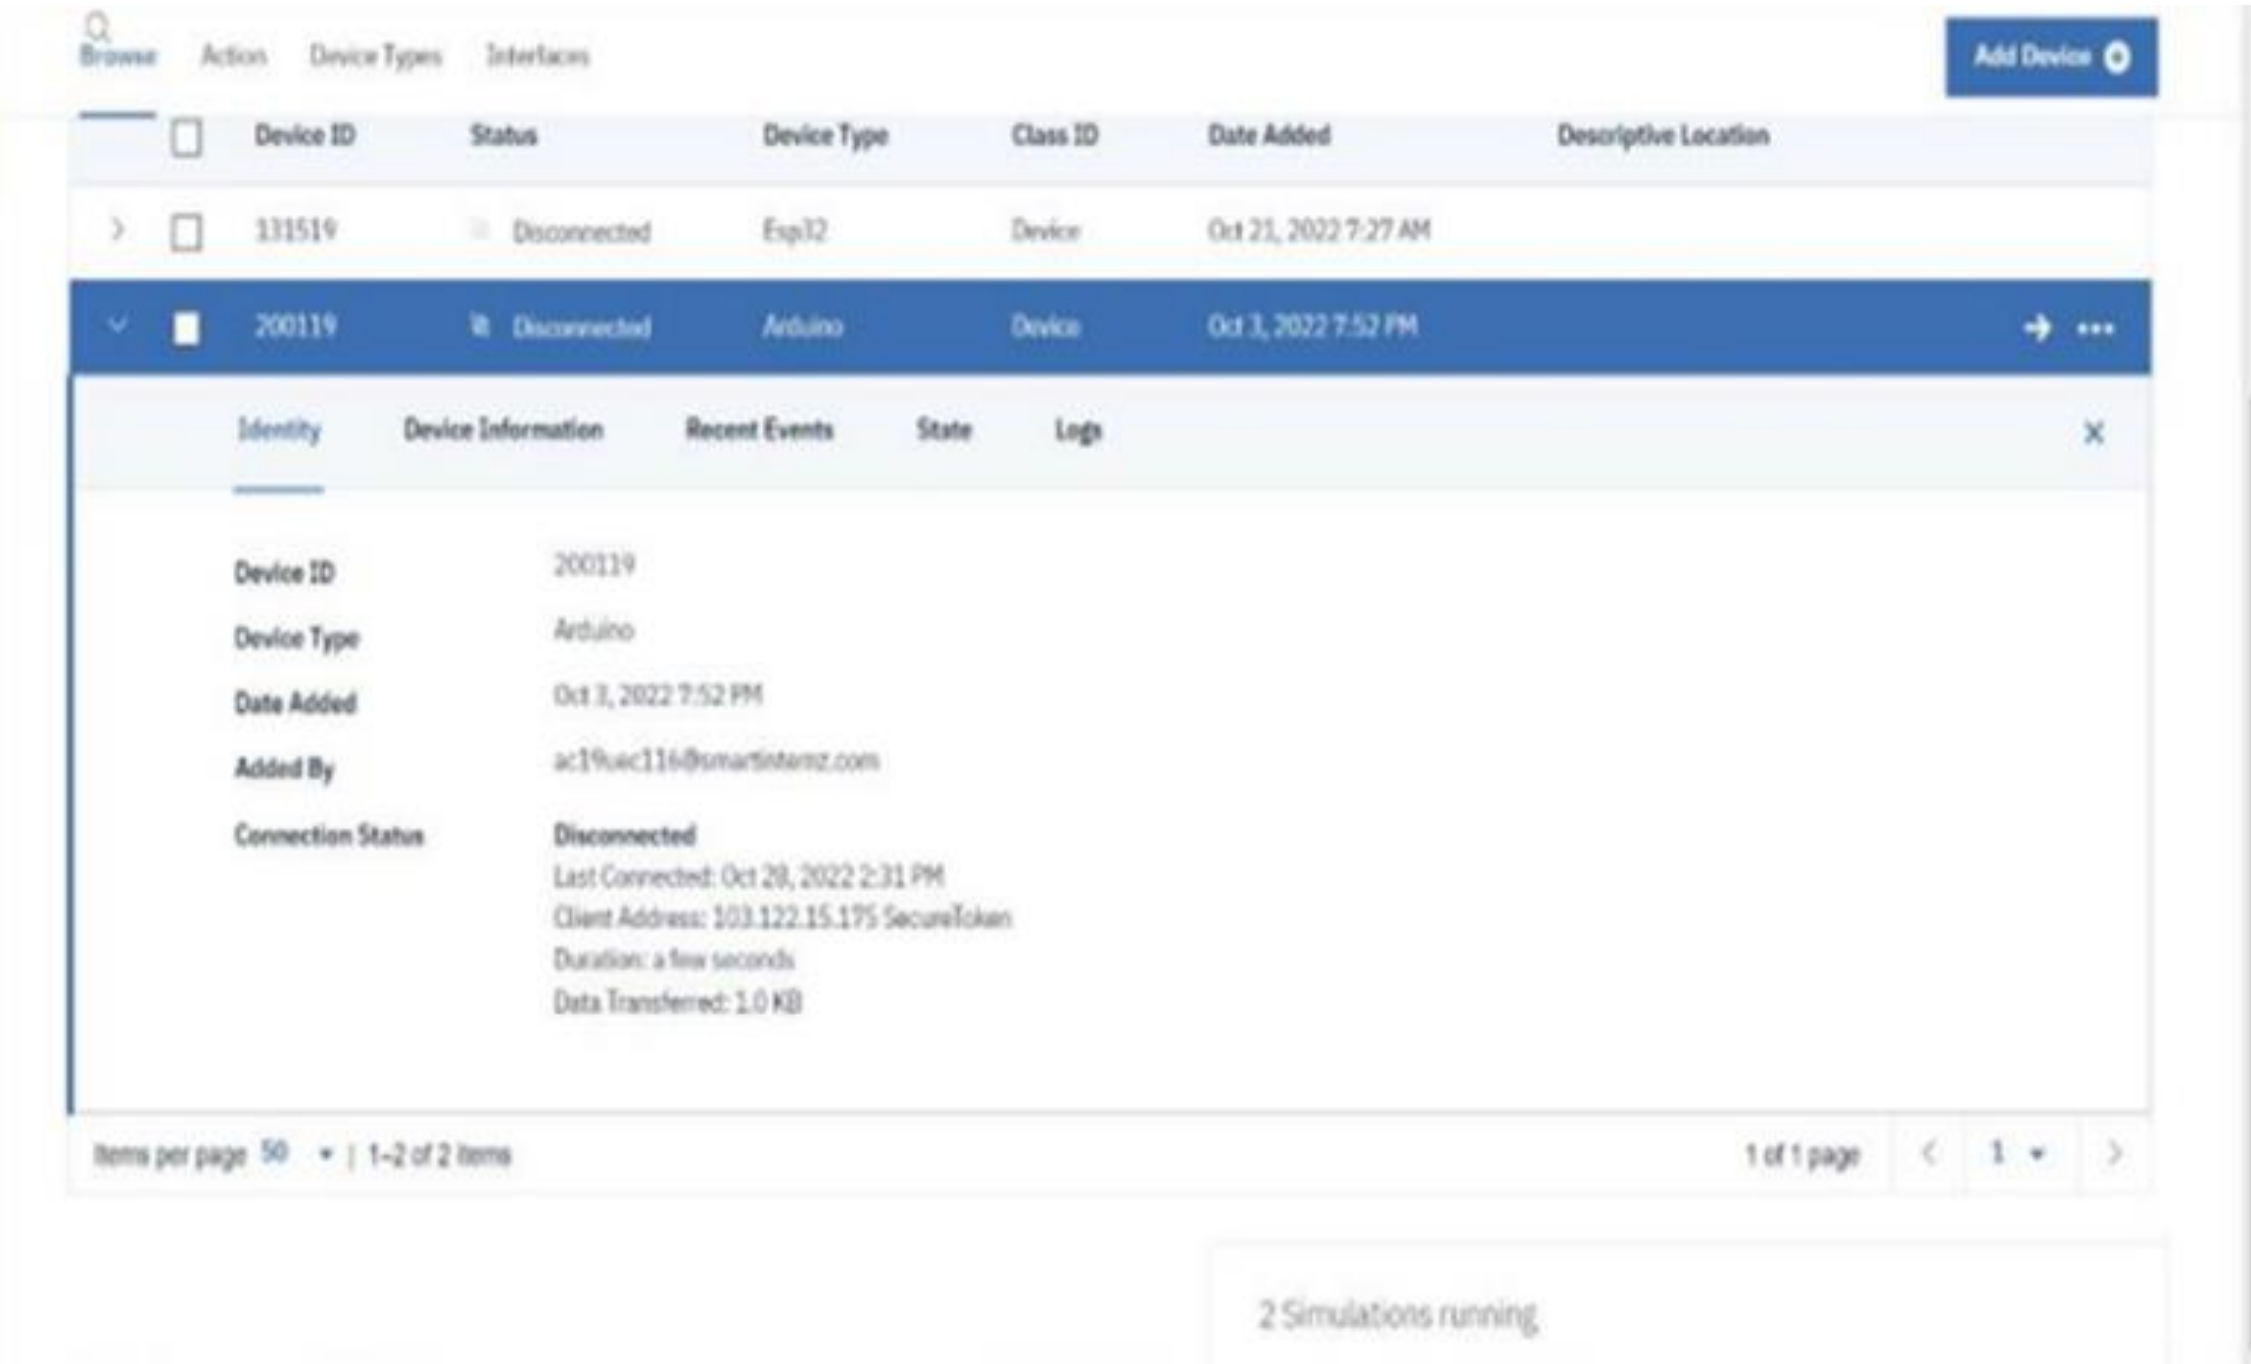 Browse Action Device Types Interfaces Add Device
Device ID Status Device Type Class ID Date Added Descriptive Location
131519 Disconnected Esp32 Device Oct 21, 2022 7:27 AM
200119 Disconnected Arduino Device Oct 3, 2022 7:52 PM
Identity Device Information Recent Events State Logs
Device ID 200119
Device Type Arduino
Date Added Oct 3, 2022 7:52 PM
Added By ac19uec116@smartinternz.com
Connection Status Disconnected
Last Connected: Oct 28, 2022 2:31 PM
Client Address: 103.122.15.175 SecureToken
Duration: a few seconds
Data Transferred: 1.0 KB
Items per page 50 | 1–2 of 2 items 1 of 1 page 1
2 Simulations running